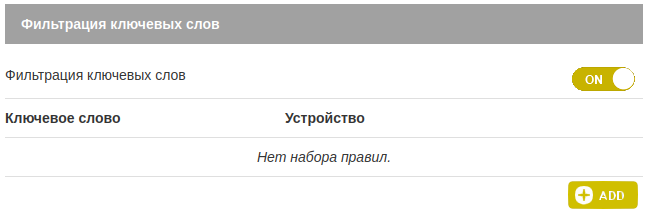 Фильтрация ключевых слов
Фильтрация ключевых слов
ON
Ключевое слово Устройство
Нет набора правил.
ADD